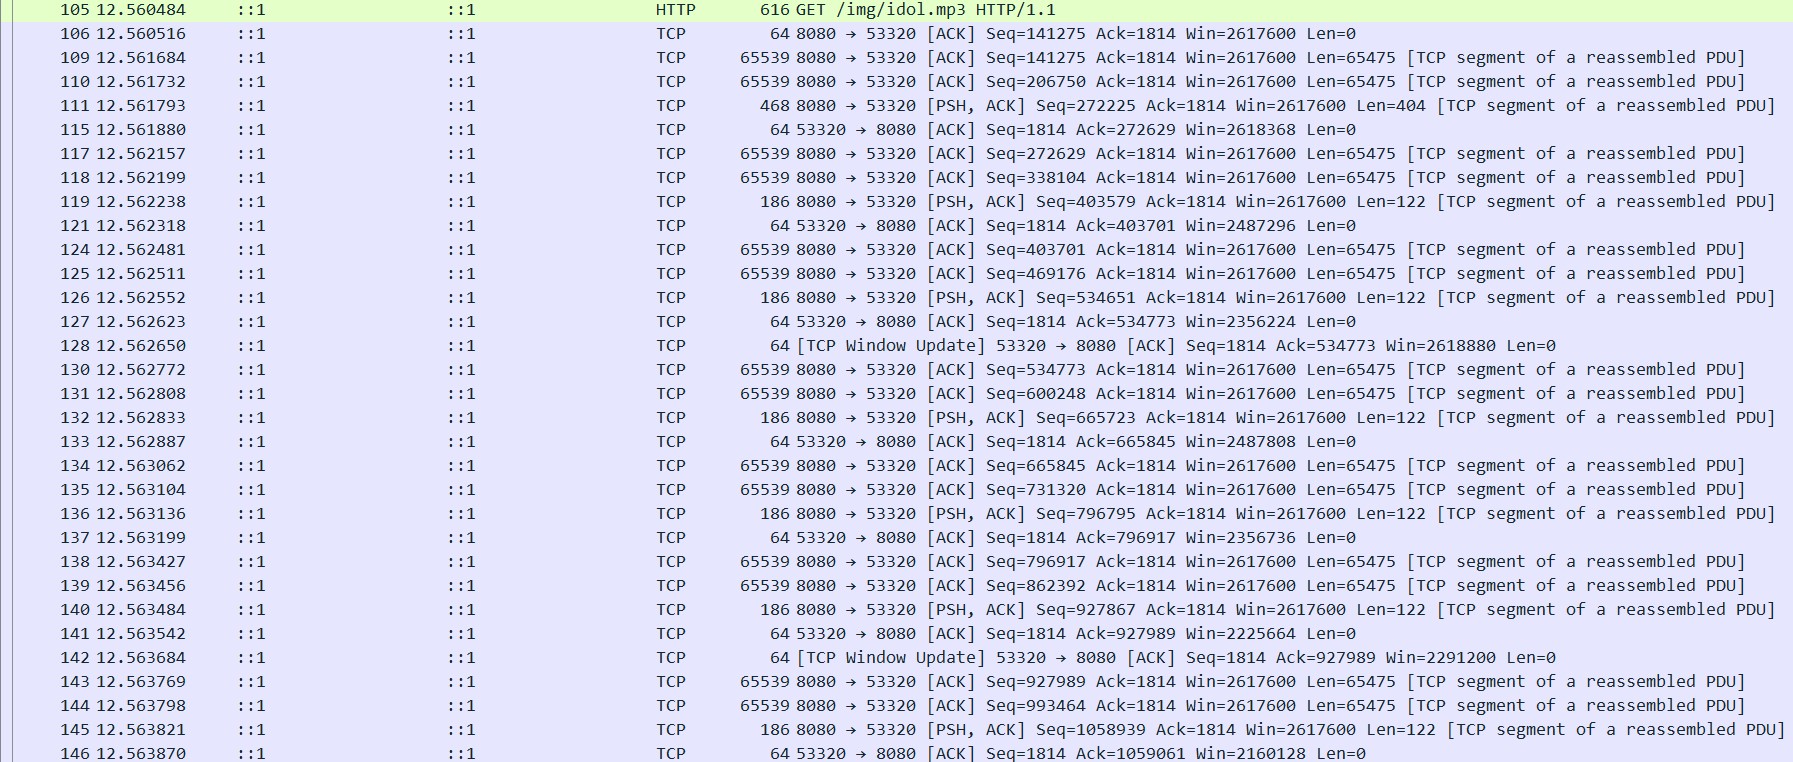 105 12.560484 ::1 ::1 HTTP 616 GET /img/idol.mp3 HTTP/1.1
106 12.560516 ::1 ::1 TCP 64 8080 → 53320 [ACK] Seq=141275 Ack=1814 Win=2617600 Len=0
109 12.561684 ::1 ::1 TCP 65539 8080 → 53320 [ACK] Seq=141275 Ack=1814 Win=2617600 Len=65475 [TCP segment of a reassembled PDU]
110 12.561732 ::1 ::1 TCP 65539 8080 → 53320 [ACK] Seq=206750 Ack=1814 Win=2617600 Len=65475 [TCP segment of a reassembled PDU]
111 12.561793 ::1 ::1 TCP 468 8080 → 53320 [PSH, ACK] Seq=272225 Ack=1814 Win=2617600 Len=404 [TCP segment of a reassembled PDU]
115 12.561880 ::1 ::1 TCP 64 53320 → 8080 [ACK] Seq=1814 Ack=272629 Win=2618368 Len=0
117 12.562157 ::1 ::1 TCP 65539 8080 → 53320 [ACK] Seq=272629 Ack=1814 Win=2617600 Len=65475 [TCP segment of a reassembled PDU]
118 12.562199 ::1 ::1 TCP 65539 8080 → 53320 [ACK] Seq=338104 Ack=1814 Win=2617600 Len=65475 [TCP segment of a reassembled PDU]
119 12.562238 ::1 ::1 TCP 186 8080 → 53320 [PSH, ACK] Seq=403579 Ack=1814 Win=2617600 Len=122 [TCP segment of a reassembled PDU]
121 12.562318 ::1 ::1 TCP 64 53320 → 8080 [ACK] Seq=1814 Ack=403701 Win=2487296 Len=0
124 12.562481 ::1 ::1 TCP 65539 8080 → 53320 [ACK] Seq=403701 Ack=1814 Win=2617600 Len=65475 [TCP segment of a reassembled PDU]
125 12.562511 ::1 ::1 TCP 65539 8080 → 53320 [ACK] Seq=469176 Ack=1814 Win=2617600 Len=65475 [TCP segment of a reassembled PDU]
126 12.562552 ::1 ::1 TCP 186 8080 → 53320 [PSH, ACK] Seq=534651 Ack=1814 Win=2617600 Len=122 [TCP segment of a reassembled PDU]
127 12.562623 ::1 ::1 TCP 64 53320 → 8080 [ACK] Seq=1814 Ack=534773 Win=2356224 Len=0
128 12.562650 ::1 ::1 TCP 64 [TCP Window Update] 53320 → 8080 [ACK] Seq=1814 Ack=534773 Win=2618880 Len=0
130 12.562772 ::1 ::1 TCP 65539 8080 → 53320 [ACK] Seq=534773 Ack=1814 Win=2617600 Len=65475 [TCP segment of a reassembled PDU]
131 12.562808 ::1 ::1 TCP 65539 8080 → 53320 [ACK] Seq=600248 Ack=1814 Win=2617600 Len=65475 [TCP segment of a reassembled PDU]
132 12.562833 ::1 ::1 TCP 186 8080 → 53320 [PSH, ACK] Seq=665723 Ack=1814 Win=2617600 Len=122 [TCP segment of a reassembled PDU]
133 12.562887 ::1 ::1 TCP 64 53320 → 8080 [ACK] Seq=1814 Ack=665845 Win=2487808 Len=0
134 12.563062 ::1 ::1 TCP 65539 8080 → 53320 [ACK] Seq=665845 Ack=1814 Win=2617600 Len=65475 [TCP segment of a reassembled PDU]
135 12.563104 ::1 ::1 TCP 65539 8080 → 53320 [ACK] Seq=731320 Ack=1814 Win=2617600 Len=65475 [TCP segment of a reassembled PDU]
136 12.563136 ::1 ::1 TCP 186 8080 → 53320 [PSH, ACK] Seq=796795 Ack=1814 Win=2617600 Len=122 [TCP segment of a reassembled PDU]
137 12.563199 ::1 ::1 TCP 64 53320 → 8080 [ACK] Seq=1814 Ack=796917 Win=2356736 Len=0
138 12.563427 ::1 ::1 TCP 65539 8080 → 53320 [ACK] Seq=796917 Ack=1814 Win=2617600 Len=65475 [TCP segment of a reassembled PDU]
139 12.563456 ::1 ::1 TCP 65539 8080 → 53320 [ACK] Seq=862392 Ack=1814 Win=2617600 Len=65475 [TCP segment of a reassembled PDU]
140 12.563484 ::1 ::1 TCP 186 8080 → 53320 [PSH, ACK] Seq=927867 Ack=1814 Win=2617600 Len=122 [TCP segment of a reassembled PDU]
141 12.563542 ::1 ::1 TCP 64 53320 → 8080 [ACK] Seq=1814 Ack=927989 Win=2225664 Len=0
142 12.563684 ::1 ::1 TCP 64 [TCP Window Update] 53320 → 8080 [ACK] Seq=1814 Ack=927989 Win=2291200 Len=0
143 12.563769 ::1 ::1 TCP 65539 8080 → 53320 [ACK] Seq=927989 Ack=1814 Win=2617600 Len=65475 [TCP segment of a reassembled PDU]
144 12.563798 ::1 ::1 TCP 65539 8080 → 53320 [ACK] Seq=993464 Ack=1814 Win=2617600 Len=65475 [TCP segment of a reassembled PDU]
145 12.563821 ::1 ::1 TCP 186 8080 → 53320 [PSH, ACK] Seq=1058939 Ack=1814 Win=2617600 Len=122 [TCP segment of a reassembled PDU]
146 12.563870 ::1 ::1 TCP 64 53320 → 8080 [ACK] Seq=1814 Ack=1059061 Win=2160128 Len=0